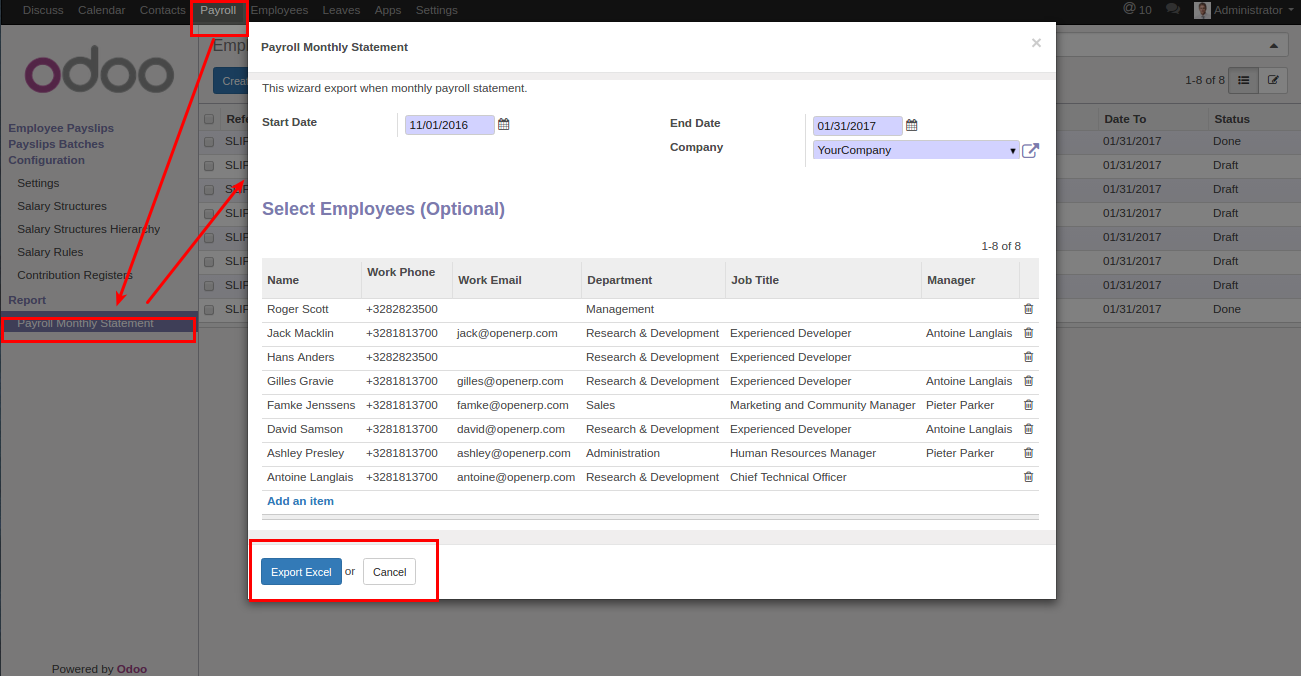 Discuss Calendar Contacts Payroll Employees Leaves Apps Settings @ 10 Administrator
odoo
Employee Payslips
Payslips Batches
Configuration
Settings
Salary Structures
Salary Structures Hierarchy
Salary Rules
Contribution Registers
Report
Payroll Monthly Statement
Powered by Odoo
Empl
Crea
1-8 of 8
Refe Date To Status
SLIP 01/31/2017 Done
SLIP 01/31/2017 Draft
SLIP 01/31/2017 Draft
SLIP 01/31/2017 Draft
SLIP 01/31/2017 Draft
SLIP 01/31/2017 Draft
SLIP 01/31/2017 Draft
SLIP 01/31/2017 Done
Payroll Monthly Statement ×
This wizard export when monthly payroll statement.
Start Date 11/01/2016 End Date 01/31/2017
Company YourCompany
Select Employees (Optional)
1-8 of 8
Name Work Phone Work Email Department Job Title Manager
Roger Scott +3282823500 Management
Jack Macklin +3281813700 jack@openerp.com Research & Development Experienced Developer Antoine Langlais
Hans Anders +3282823500 Research & Development Experienced Developer
Gilles Gravie +3281813700 gilles@openerp.com Research & Development Experienced Developer Antoine Langlais
Famke Jenssens +3281813700 famke@openerp.com Sales Marketing and Community Manager Pieter Parker
David Samson +3281813700 david@openerp.com Research & Development Experienced Developer Antoine Langlais
Ashley Presley +3281813700 ashley@openerp.com Administration Human Resources Manager Pieter Parker
Antoine Langlais +3281813700 antoine@openerp.com Research & Development Chief Technical Officer
Add an item
Export Excel or Cancel